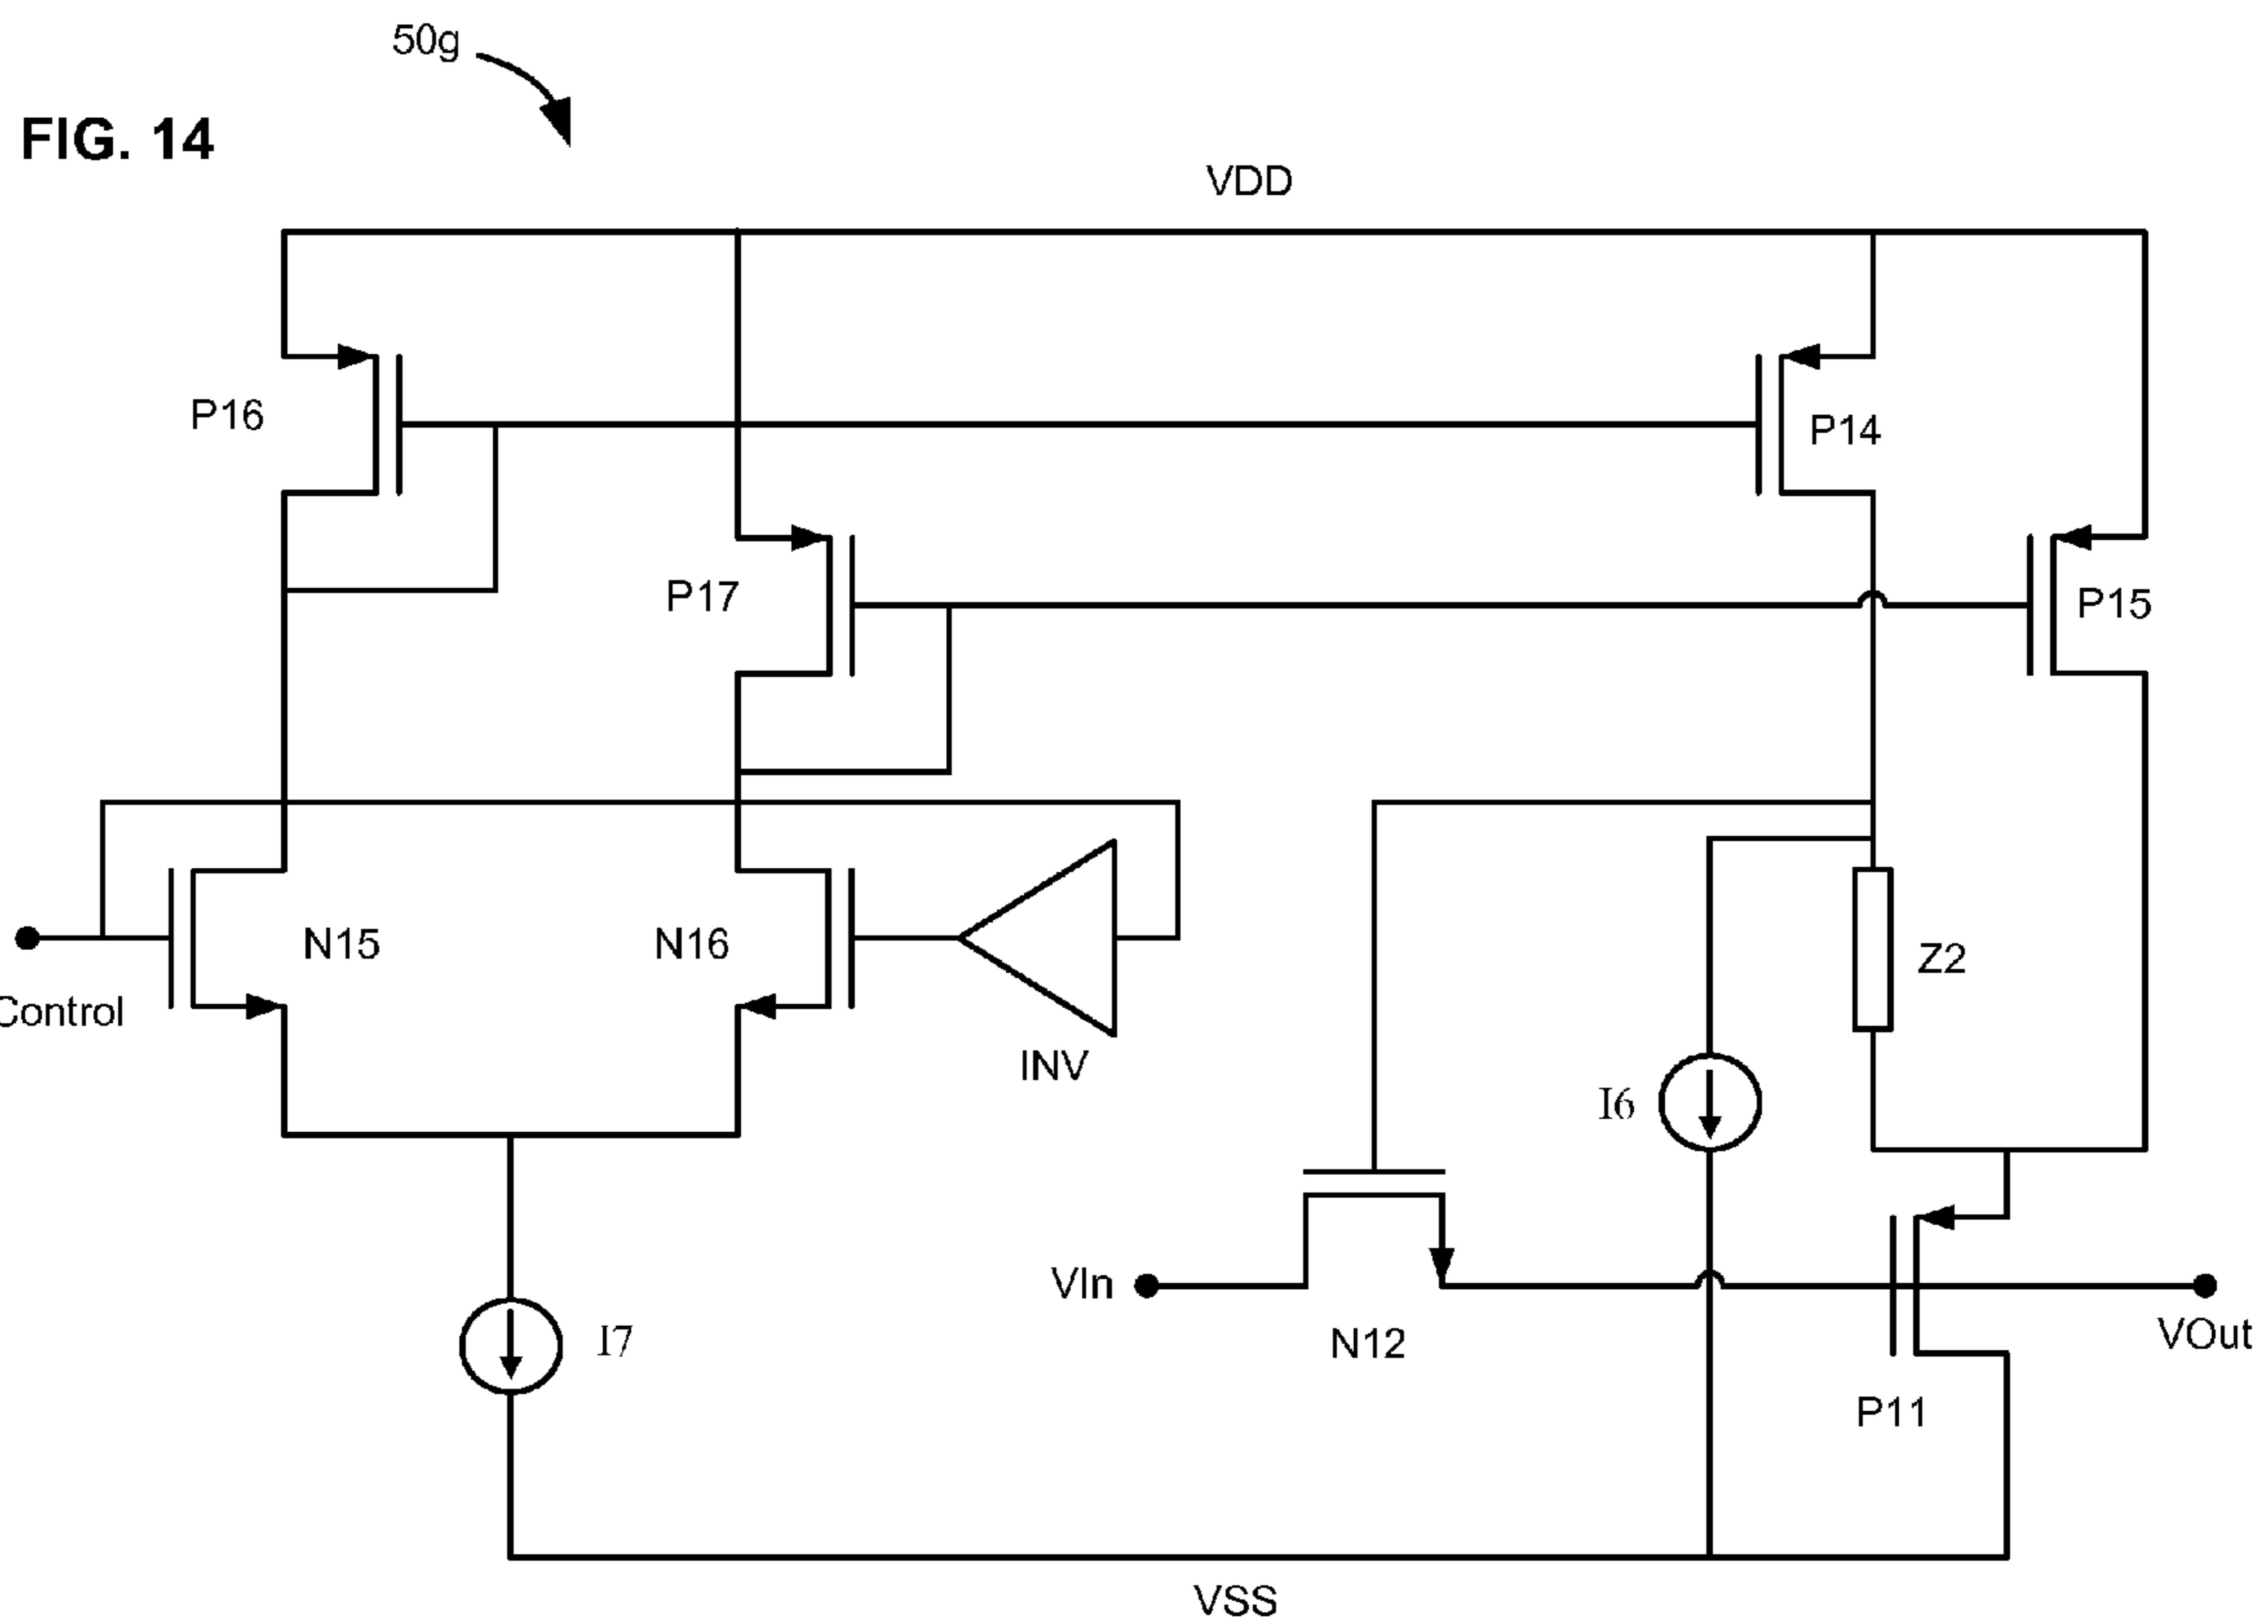 50g
FIG. 14
VDD
P16
P14
P17
P15
N15
N16
Z2
Control
INV
I6
VIn
I7
N12
VOut
P11
VSS